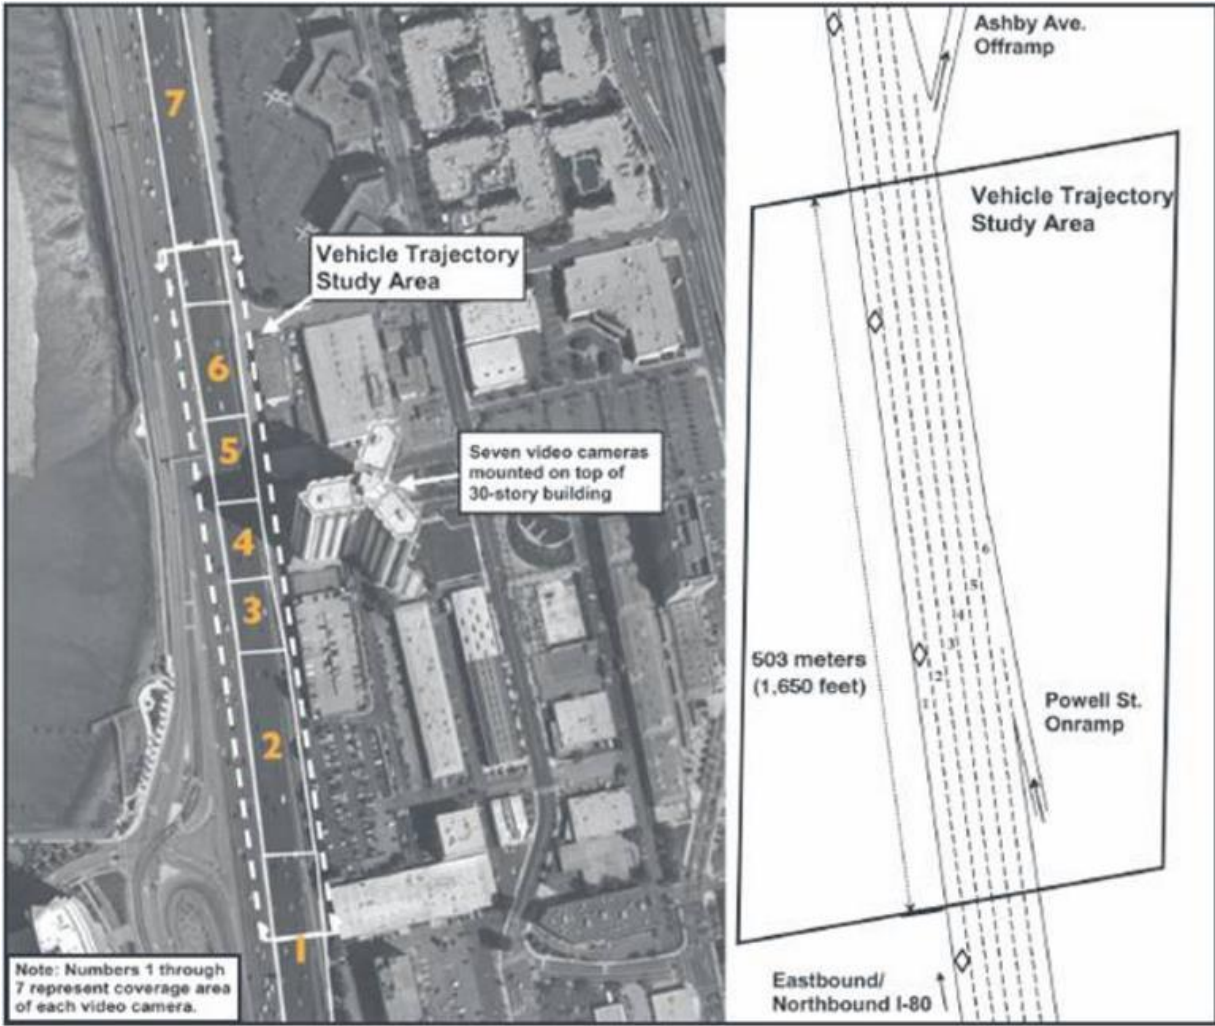 7
Vehicle Trajectory
Study Area
6
5
Seven video cameras
mounted on top of
30-story building
4
3
2
1
Note: Numbers 1 through
7 represent coverage area
of each video camera.
Ashby Ave.
Offramp
Vehicle Trajectory
Study Area
6
5
4
3
2
1
503 meters
(1,650 feet)
Powell St.
Onramp
Eastbound/
Northbound I-80